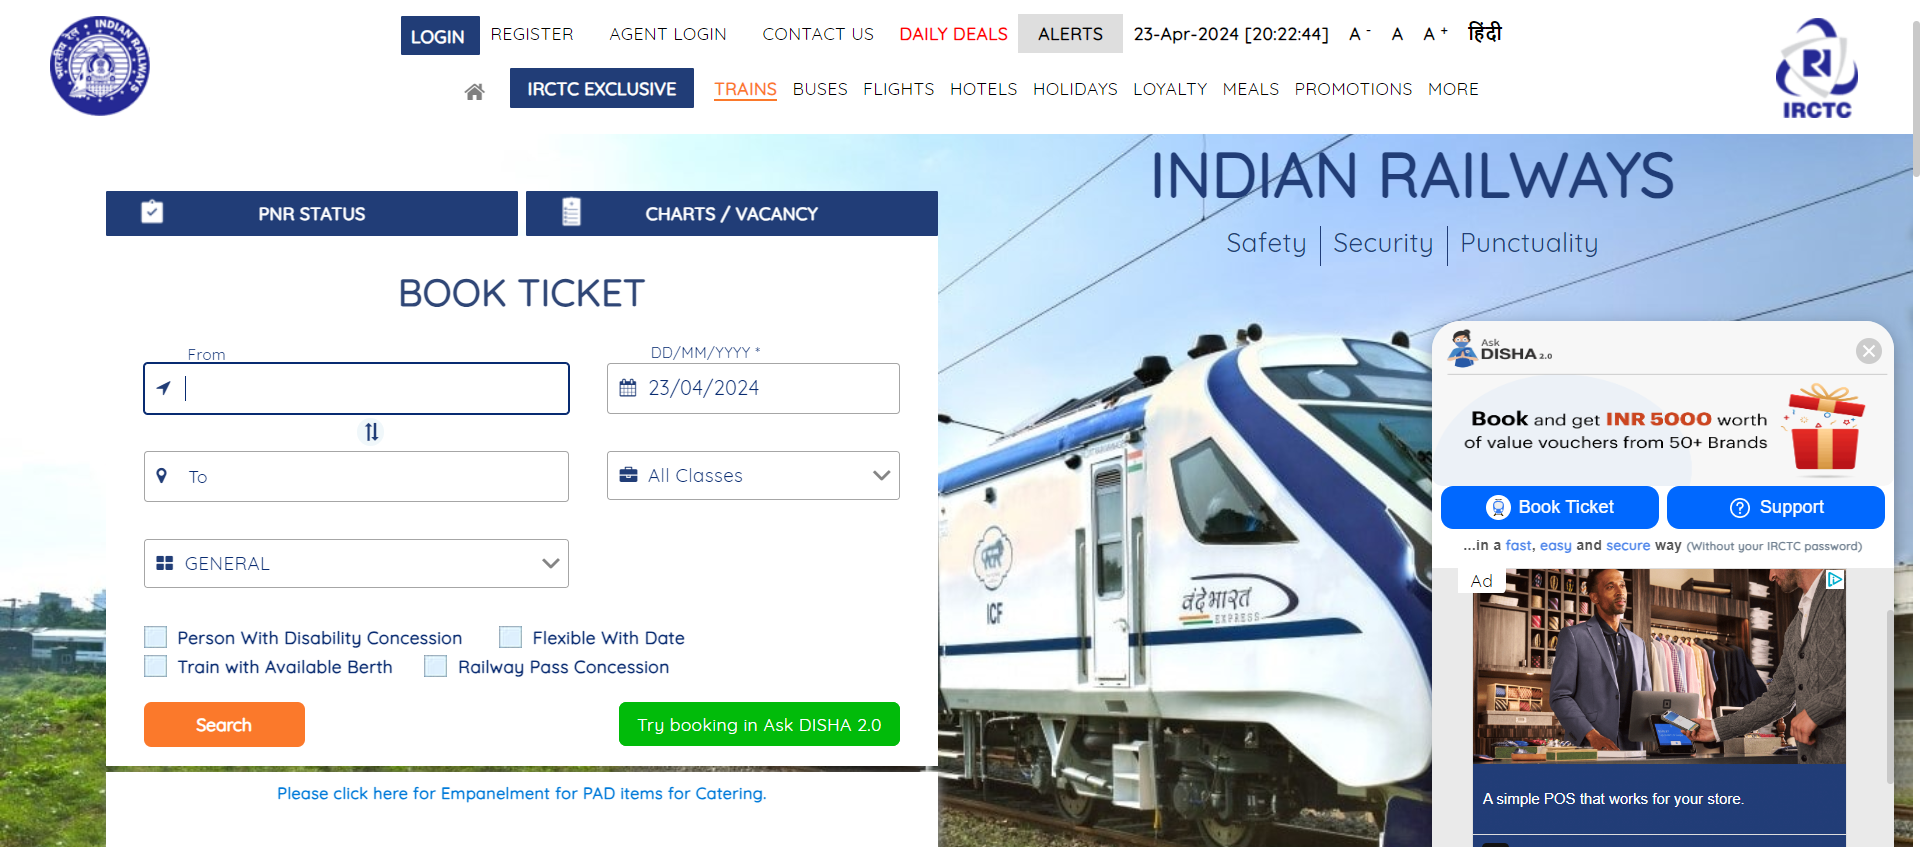 INDIAN RAILWAYS
भारतीय रेल
LOGIN REGISTER AGENT LOGIN CONTACT US DAILY DEALS ALERTS 23-Apr-2024 [20:22:44] A - A A + हिंदी
IRCTC EXCLUSIVE TRAINS BUSES FLIGHTS HOTELS HOLIDAYS LOYALTY MEALS PROMOTIONS MORE
IRCTC
PNR STATUS
CHARTS / VACANCY
BOOK TICKET
From
DD/MM/YYYY *
23/04/2024
To
All Classes
GENERAL
Person With Disability Concession
Flexible With Date
Train with Available Berth
Railway Pass Concession
Search
Try booking in Ask DISHA 2.0
Please click here for Empanelment for PAD items for Catering.
INDIAN RAILWAYS
Safety | Security | Punctuality
ICF
वंदे भारत
EXPRESS
Ask
DISHA 2.0
Book and get INR 5000 worth
of value vouchers from 50+ Brands
Book Ticket
Support
...in a fast, easy and secure way (Without your IRCTC password)
Ad
A simple POS that works for your store.